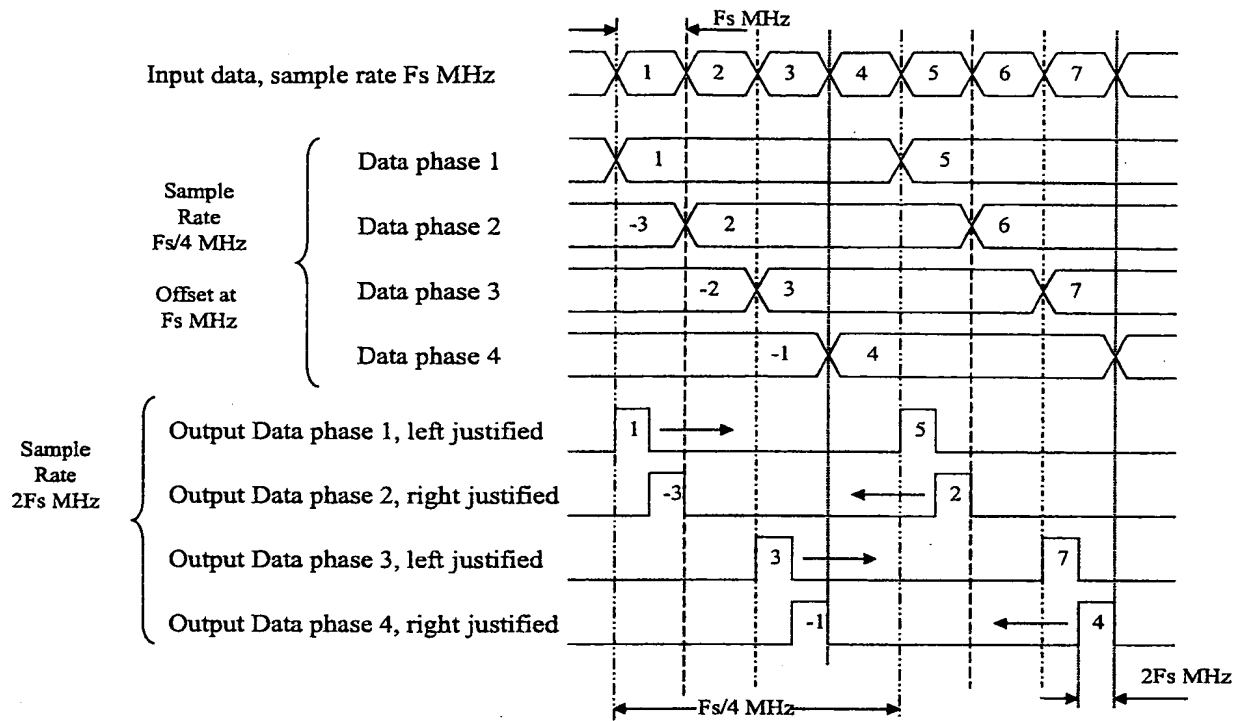 Fs MHz
Input data, sample rate Fs MHz
1 2 3 4 5 6 7
Sample
Rate
Fs/4 MHz
Offset at
Fs MHz
Data phase 1
1 5
Data phase 2
-3 2 6
Data phase 3
-2 3 7
Data phase 4
-1 4
Sample
Rate
2Fs MHz
Output Data phase 1, left justified
1 5
Output Data phase 2, right justified
-3 2
Output Data phase 3, left justified
3 7
Output Data phase 4, right justified
-1 4
2Fs MHz
Fs/4 MHz